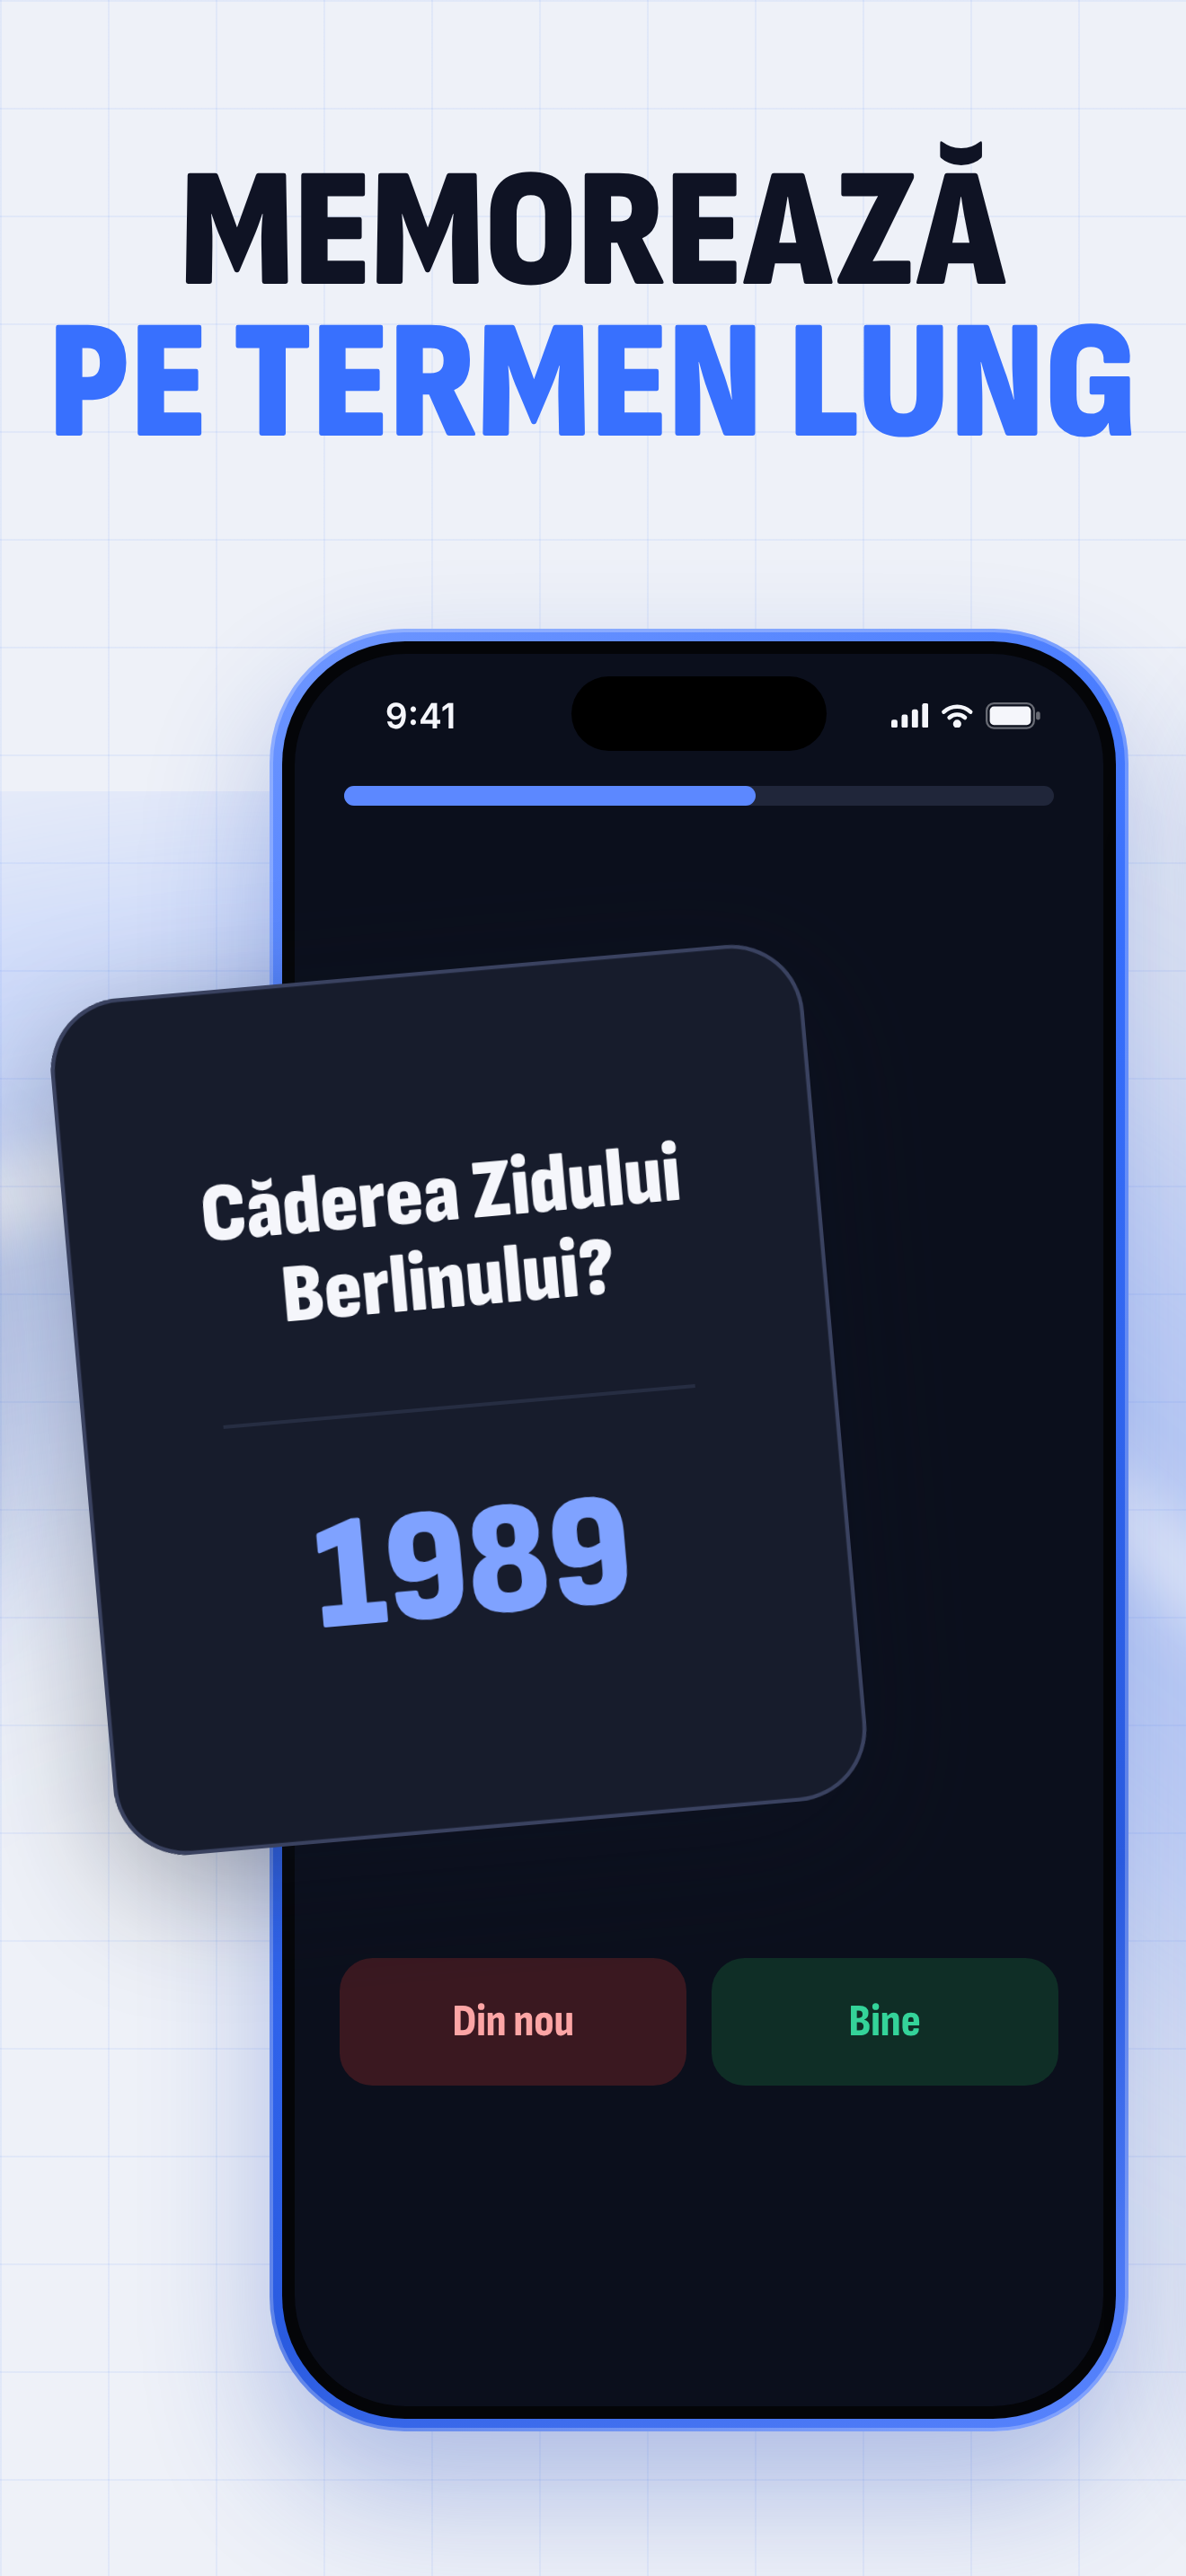 MEMOREAZĂ
PE TERMEN LUNG
9:41
Căderea Zidului
Berlinului?
1989
Din nou
Bine